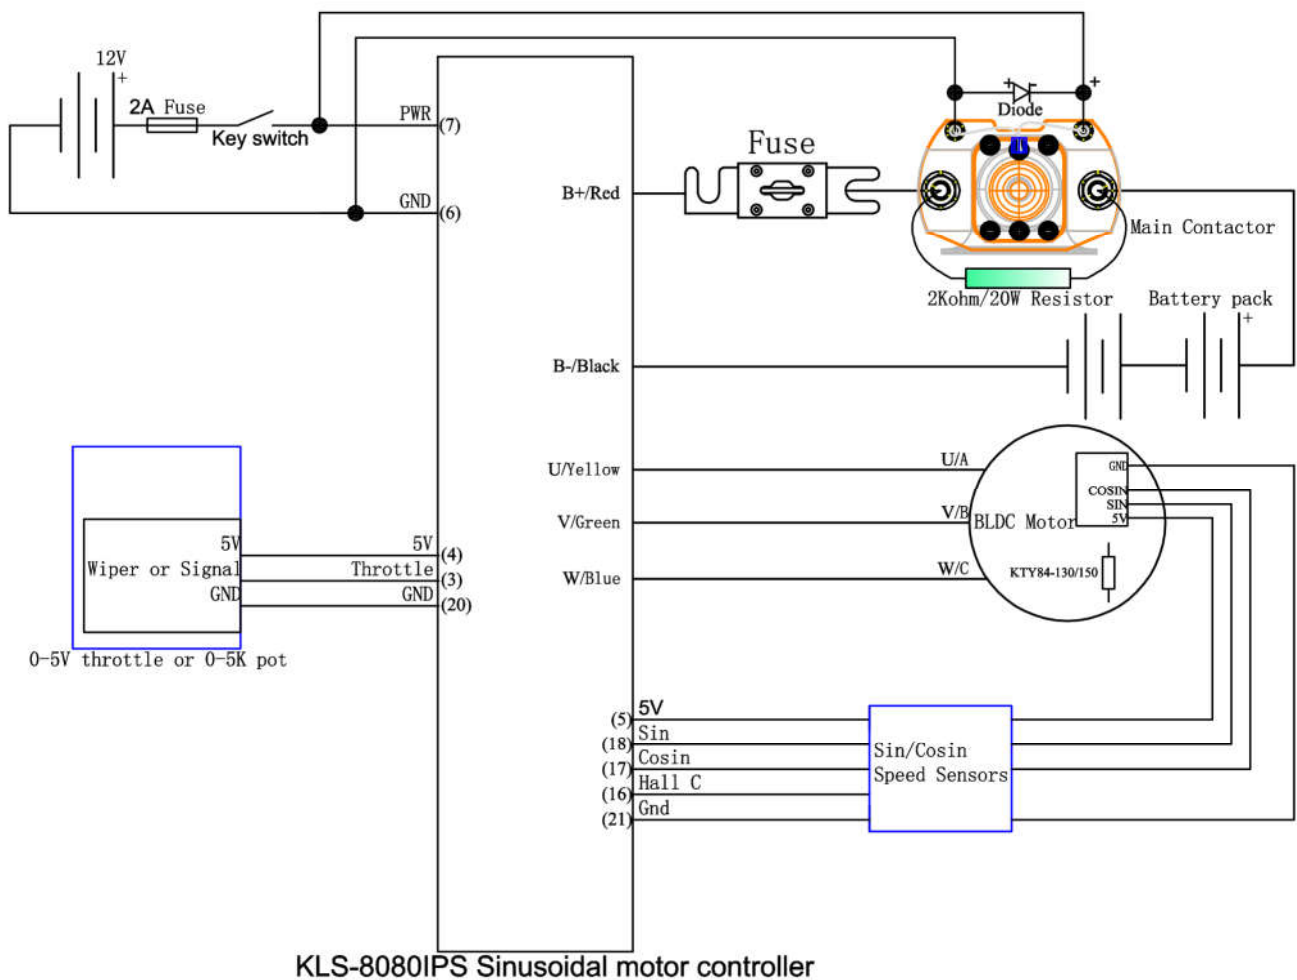 12V
+
2A Fuse
Key switch
PWR
(7)
GND
(6)
Fuse
B+/Red
+
Diode
+
Main Contactor
2Kohm/20W Resistor
Battery pack
+
B-/Black
U/Yellow
U/A
V/Green
V/B
W/Blue
W/C
BLDC Motor
GND
COSIN
SIN
5V
KTY84-130/150
5V
5V
(4)
Wiper or Signal
Throttle
(3)
GND
GND
(20)
0-5V throttle or 0-5K pot
(5)
5V
(18)
Sin
(17)
Cosin
(16)
Hall C
(21)
Gnd
Sin/Cosin
Speed Sensors
KLS-8080IPS Sinusoidal motor controller